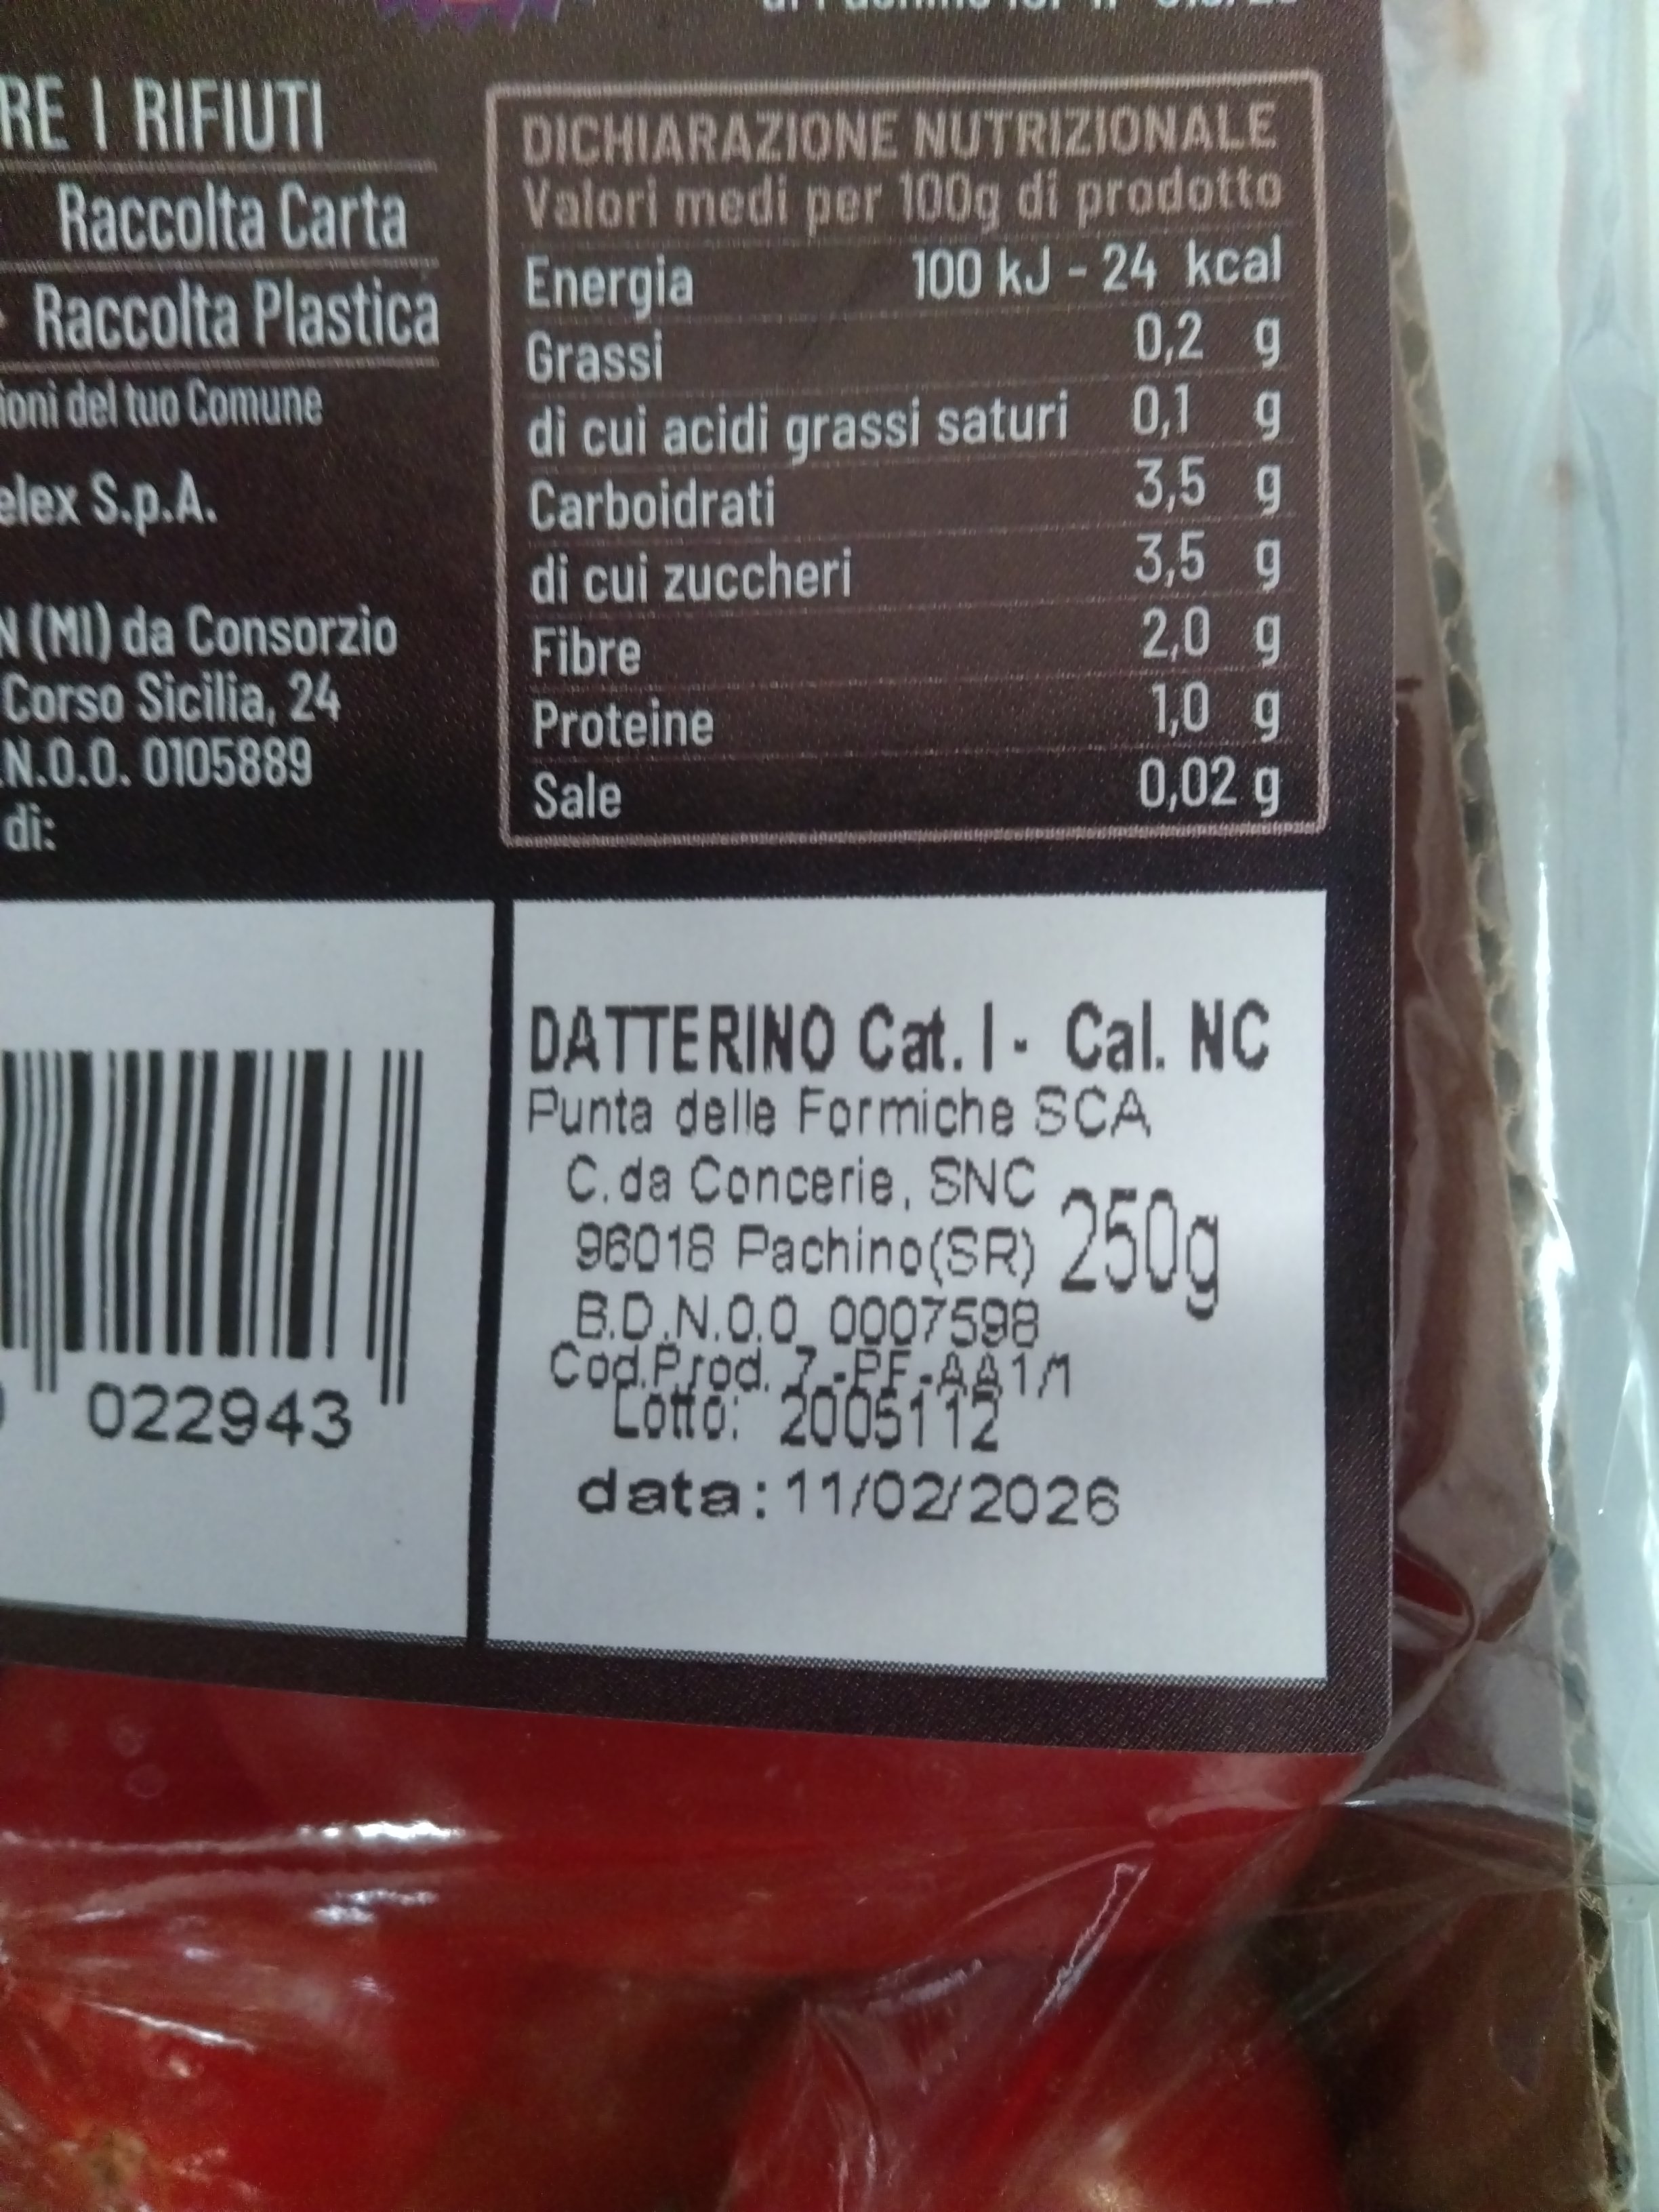 RE I RIFIUTI
Raccolta Carta
Raccolta Plastica
ioni del tuo Comune
elex S.p.A.
N (MI) da Consorzio
Corso Sicilia, 24
.N.O.O. 0105889
di:
DICHIARAZIONE NUTRIZIONALE
Valori medi per 100g di prodotto
Energia 100 kJ - 24 kcal
Grassi 0,2 g
di cui acidi grassi saturi 0,1 g
Carboidrati 3,5 g
di cui zuccheri 3,5 g
Fibre 2,0 g
Proteine 1,0 g
Sale 0,02 g
022943
DATTERINO Cat. I - Cal. NC
Punta delle Formiche SCA
C.da Concerie, SNC
96018 Pachino(SR)
250g
B.D.N.O.O 0007598
Cod.Prod. 7-PF-AA1/1
Lotto: 2005112
data: 11/02/2026